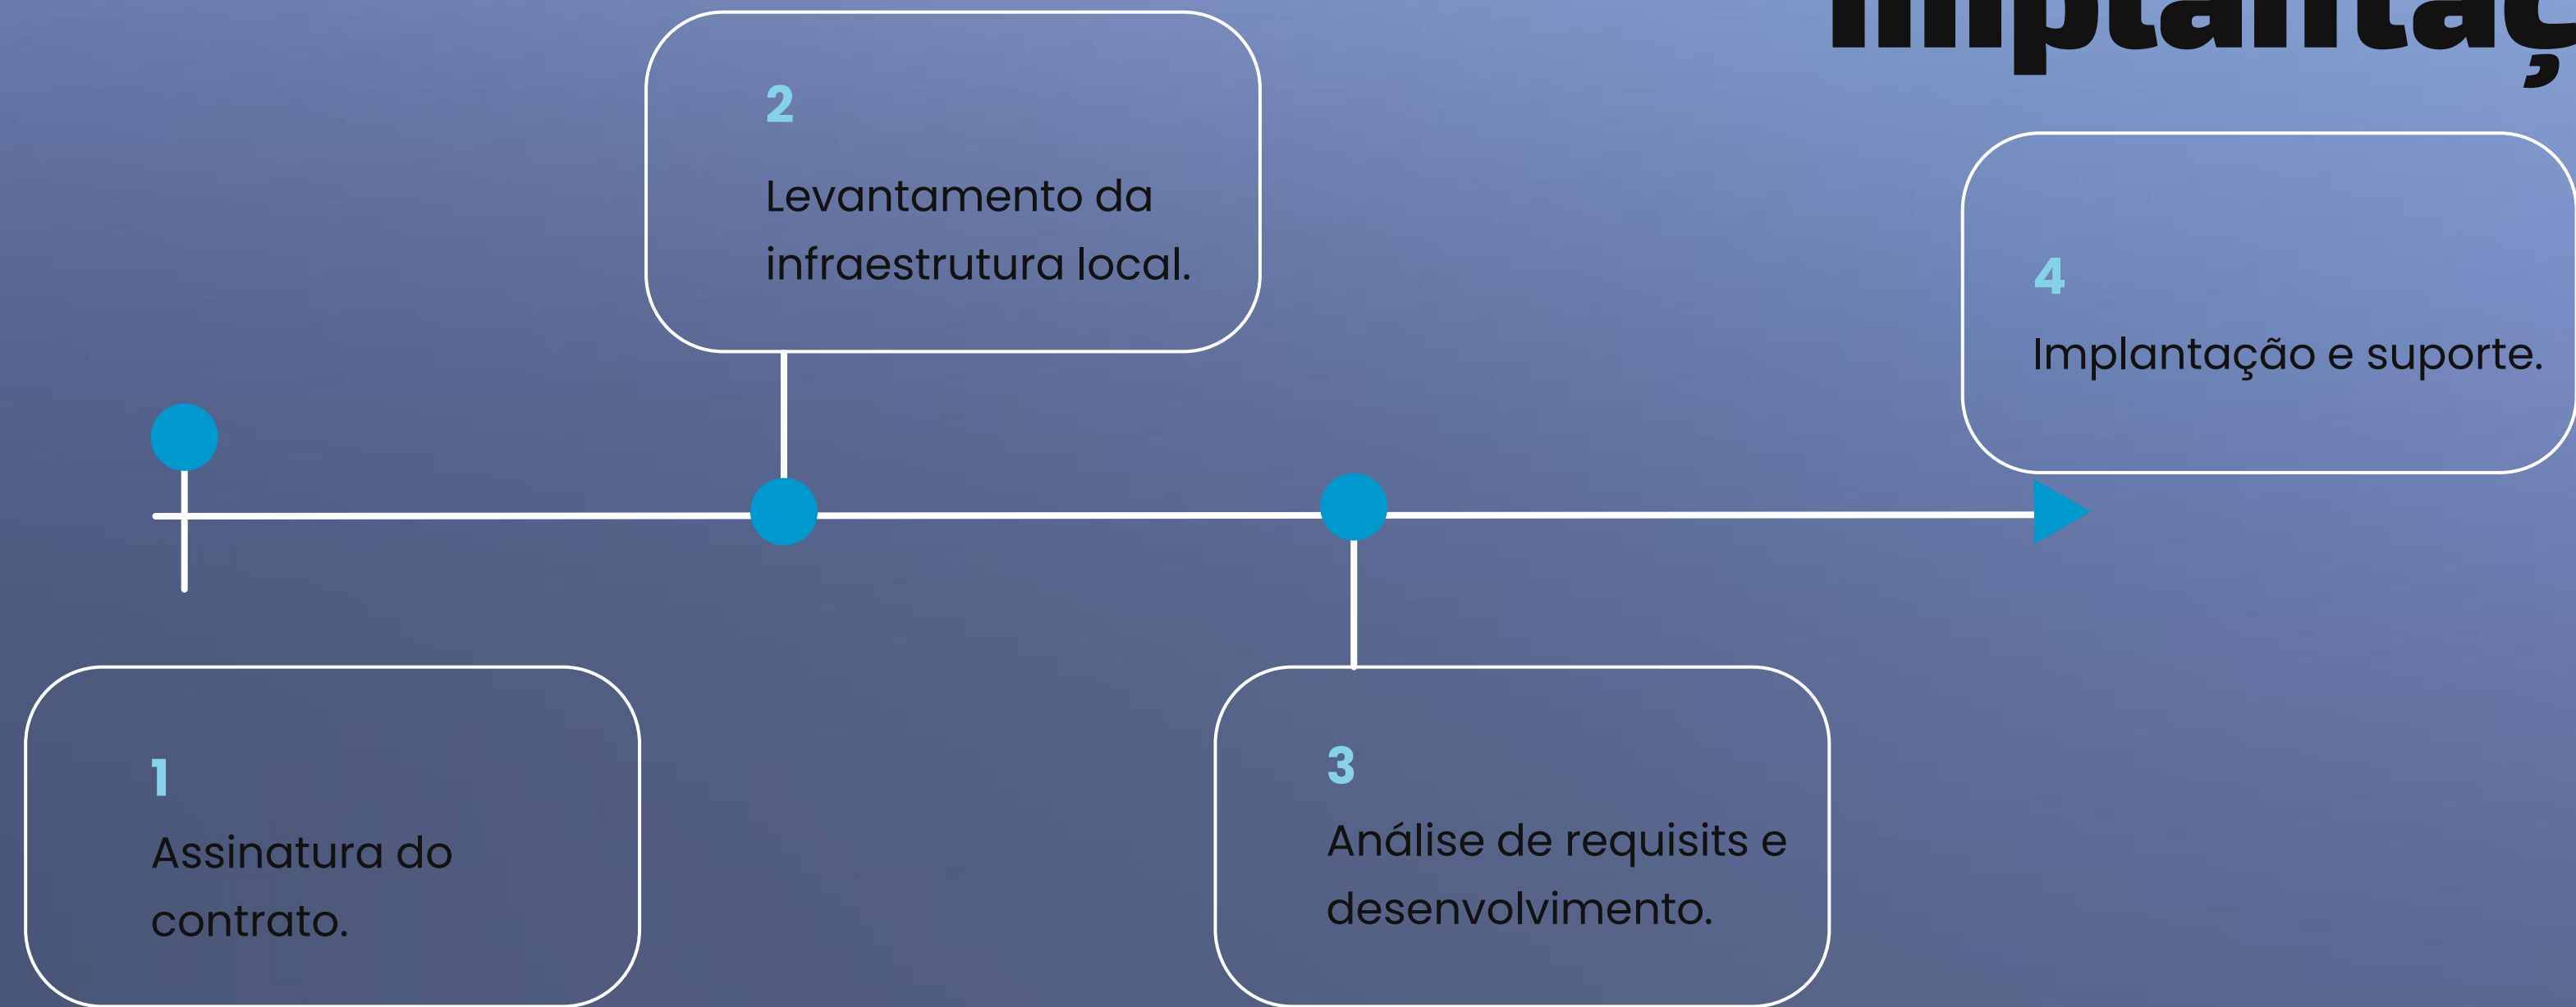 1
Assinatura do
contrato.
2
Levantamento da
infraestrutura local.
3
Análise de requisits e
desenvolvimento.
4
Implantação e suporte.